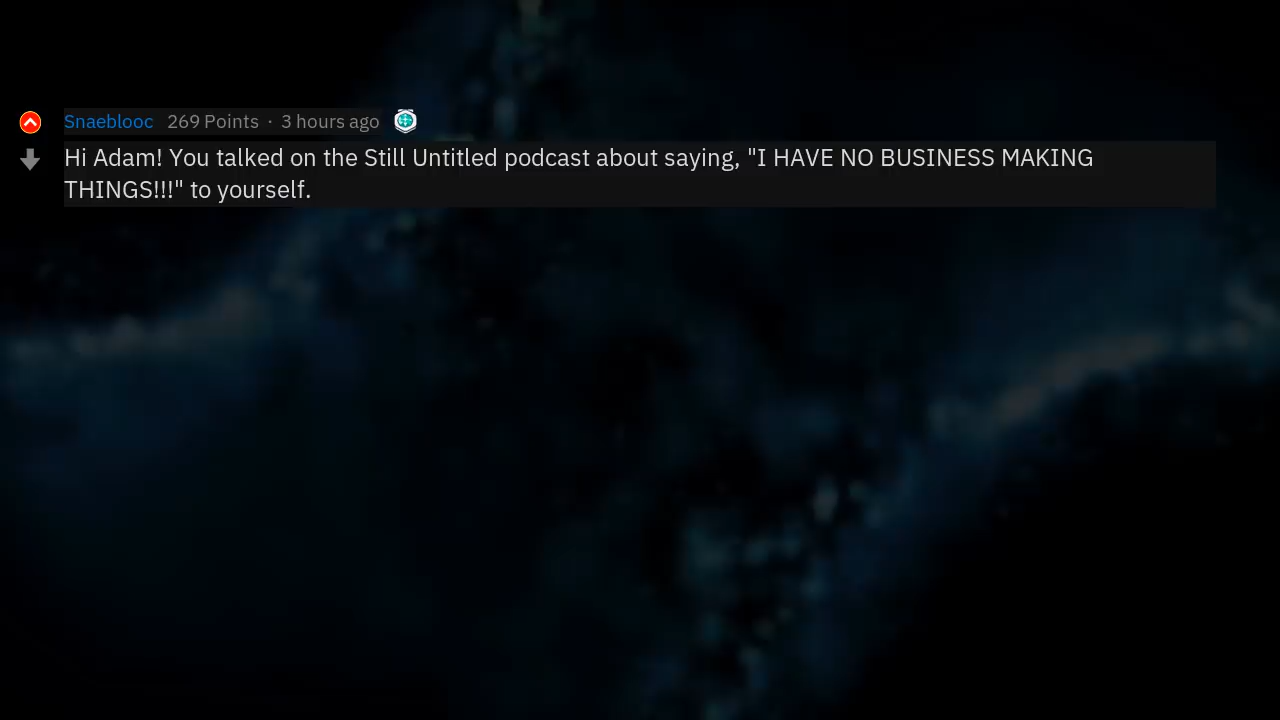 Snaeblooc 269 Points · 3 hours ago
Hi Adam! You talked on the Still Untitled podcast about saying, "I HAVE NO BUSINESS MAKING
THINGS!!!" to yourself.